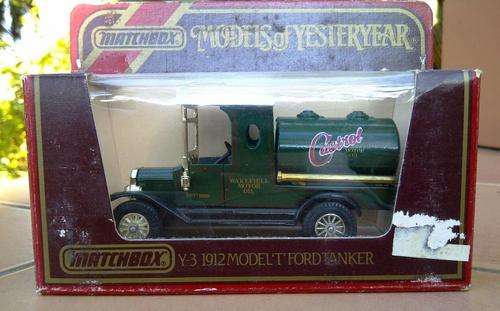 MATCHBOX
MODELS of YESTERYEAR
Castrol
WAKEFIELD
MOTOR
OIL
MATCHBOX
Y-3 1912 MODEL 'T' FORD TANKER